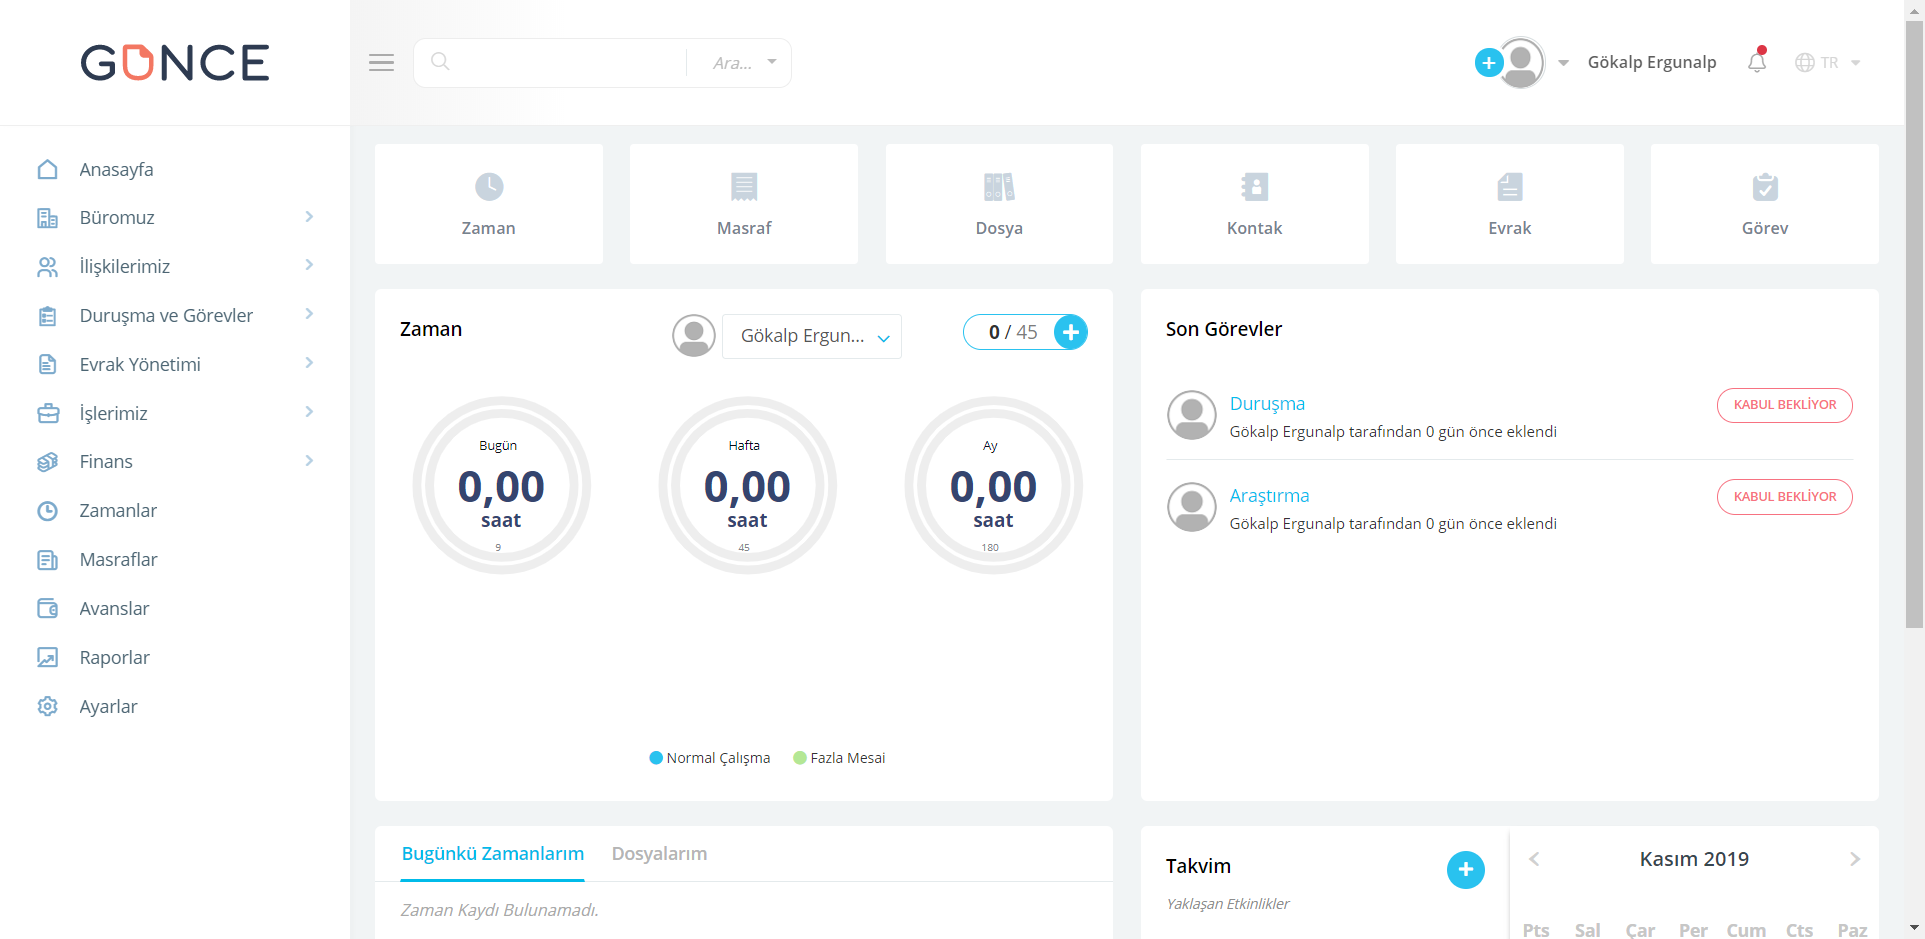 GÜNCE
Ara...
Gökalp Ergunalp
TR
Anasayfa
Büromuz
İlişkilerimiz
Duruşma ve Görevler
Evrak Yönetimi
İşlerimiz
Finans
Zamanlar
Masraflar
Avanslar
Raporlar
Ayarlar
Zaman
Masraf
Dosya
Kontak
Evrak
Görev
Zaman
Gökalp Ergun...
0 / 45
Bugün
0,00
saat
9
Hafta
0,00
saat
45
Ay
0,00
saat
180
Normal Çalışma
Fazla Mesai
Son Görevler
Duruşma
Gökalp Ergunalp tarafından 0 gün önce eklendi
KABUL BEKLİYOR
Araştırma
Gökalp Ergunalp tarafından 0 gün önce eklendi
KABUL BEKLİYOR
Bugünkü Zamanlarım
Dosyalarım
Zaman Kaydı Bulunamadı.
Takvim
Yaklaşan Etkinlikler
Kasım 2019
Pts Sal Çar Per Cum Cts Paz